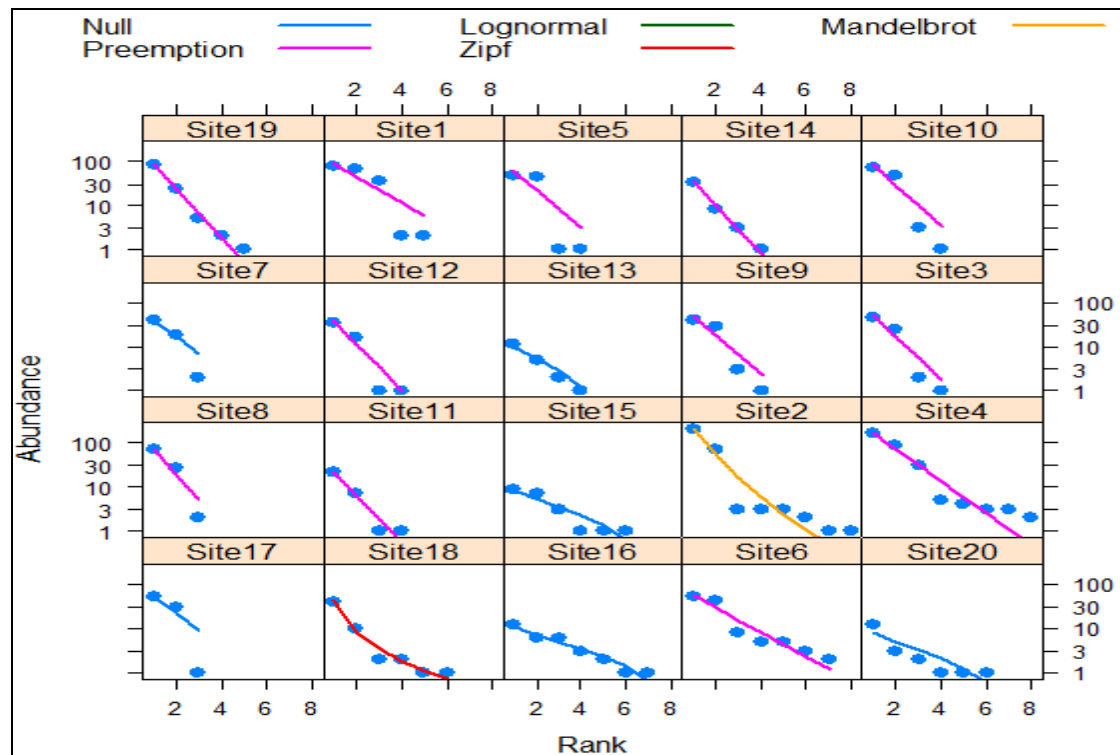 Null Lognormal Mandelbrot
Preemption Zipf
2 4 6 8 2 4 6 8
Site19 Site1 Site5 Site14 Site10
100
30
10
3
1
Site7 Site12 Site13 Site9 Site3
100
30
10
3
1
Site8 Site11 Site15 Site2 Site4
100
30
10
3
1
Site17 Site18 Site16 Site6 Site20
100
30
10
3
1
2 4 6 8 2 4 6 8 2 4 6 8
Abundance
Rank